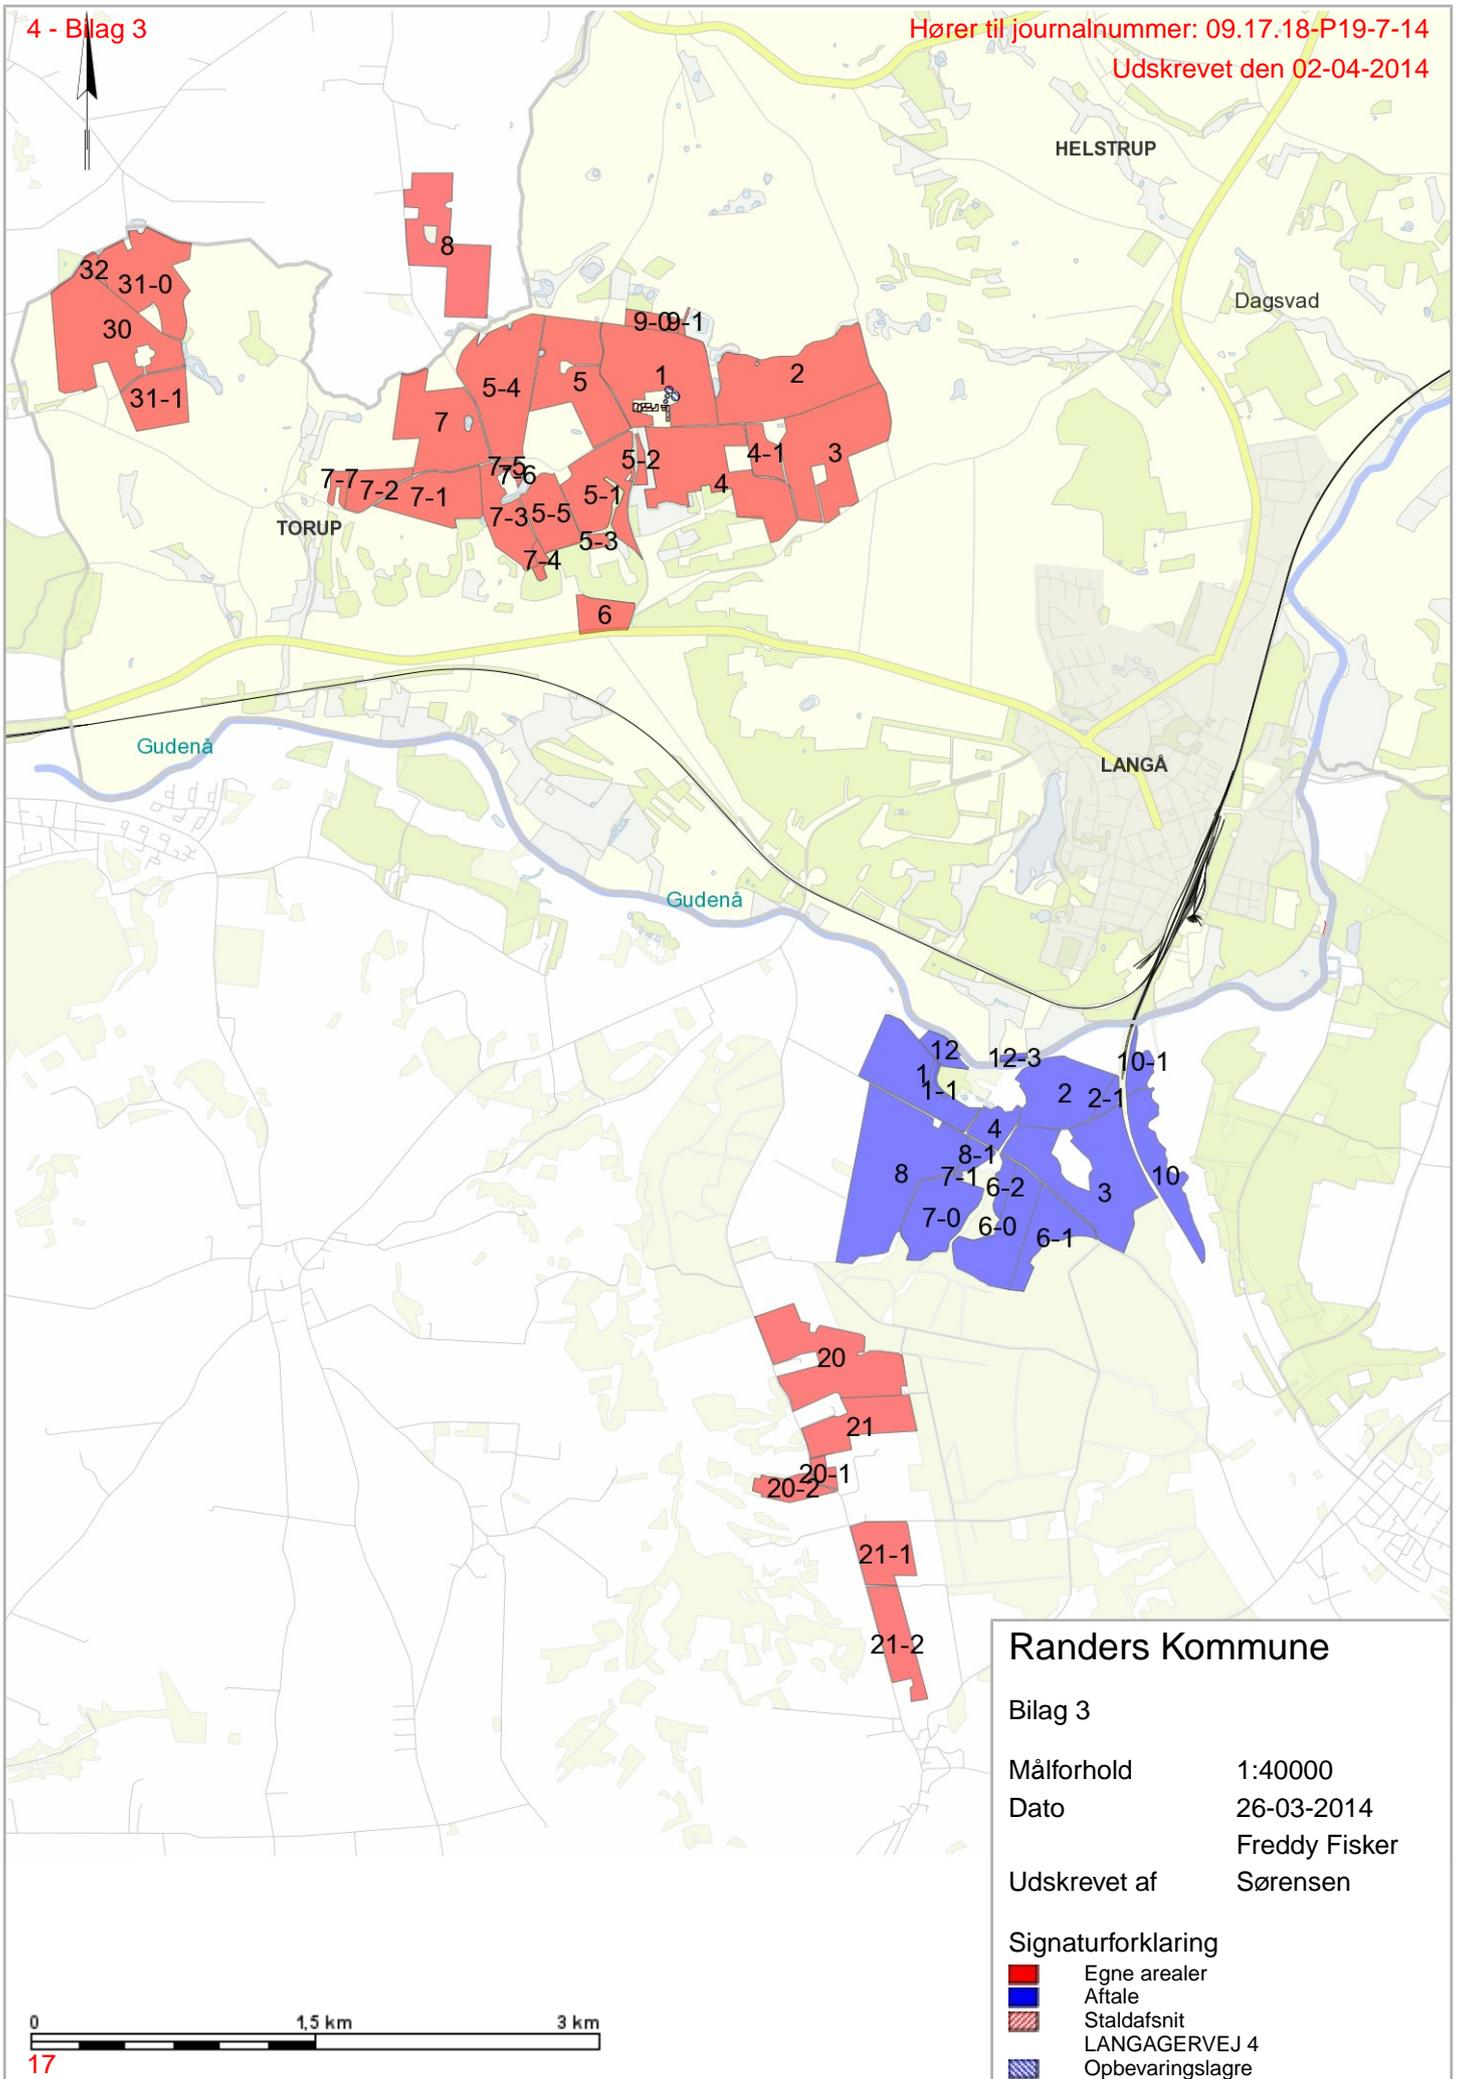 4 - Bilag 3
Hører til journalnummer: 09.17.18-P19-7-14
Udskrevet den 02-04-2014
HELSTRUP
8
32
31-0
Dagsvad
30
9-0
9-1
1
2
5
5-4
31-1
7
4-1
3
5-2
7-5
7-6
7-7
7-2
7-1
5-1
4
7-3
5-5
TORUP
5-3
7-4
6
Gudenå
LANGÅ
Gudenå
12
12-3
10-1
1
1-1
2
2-1
4
8-1
8
7-1
6-2
3
10
7-0
6-0
6-1
20
21
20-1
20-2
21-1
21-2
Randers Kommune
Bilag 3
Målforhold 1:40000
Dato 26-03-2014
Freddy Fisker
Udskrevet af Sørensen
Signaturforklaring
Egne arealer
Aftale
Staldafsnit
LANGAGERVEJ 4
Opbevaringslagre
0 1,5 km 3 km
17